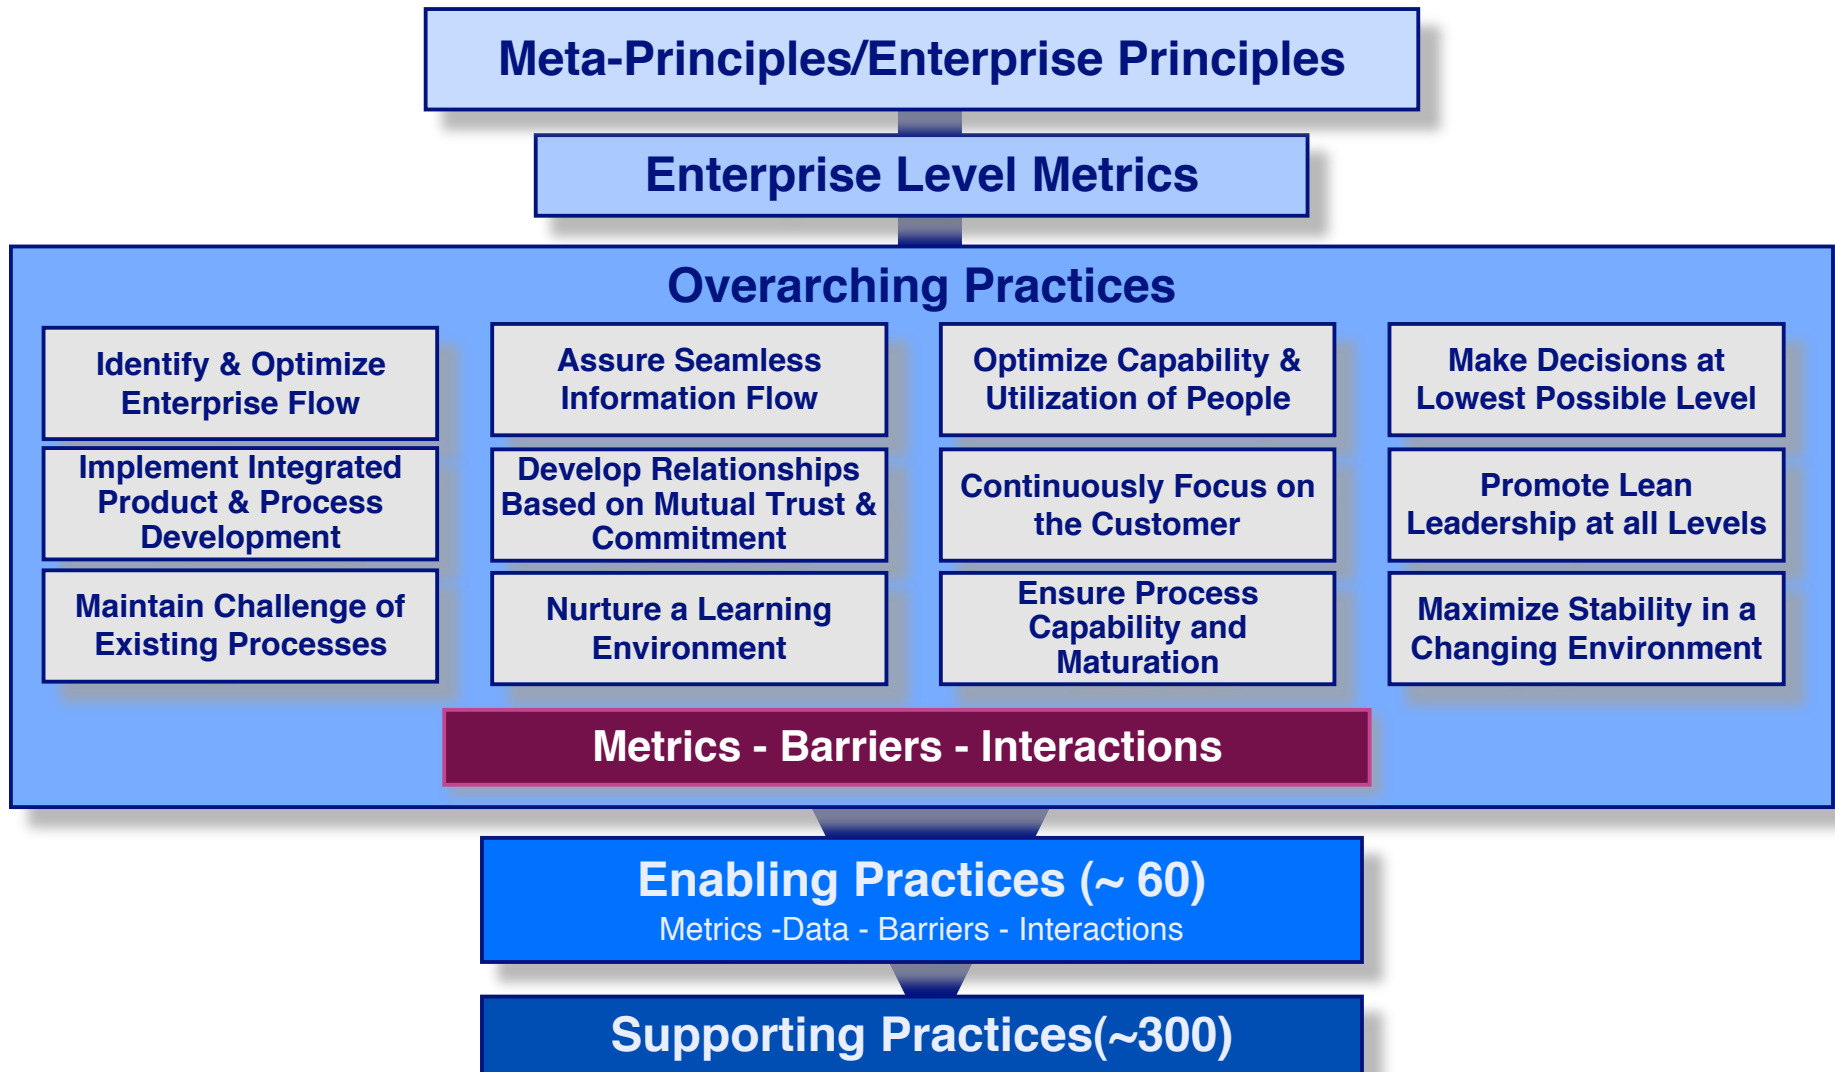 Meta-Principles/Enterprise Principles
Enterprise Level Metrics
Overarching Practices
Identify & Optimize
Enterprise Flow
Assure Seamless
Information Flow
Optimize Capability &
Utilization of People
Make Decisions at
Lowest Possible Level
Implement Integrated
Product & Process
Development
Develop Relationships
Based on Mutual Trust &
Commitment
Continuously Focus on
the Customer
Promote Lean
Leadership at all Levels
Maintain Challenge of
Existing Processes
Nurture a Learning
Environment
Ensure Process
Capability and
Maturation
Maximize Stability in a
Changing Environment
Metrics - Barriers - Interactions
Enabling Practices (~ 60)
Metrics -Data - Barriers - Interactions
Supporting Practices(~300)